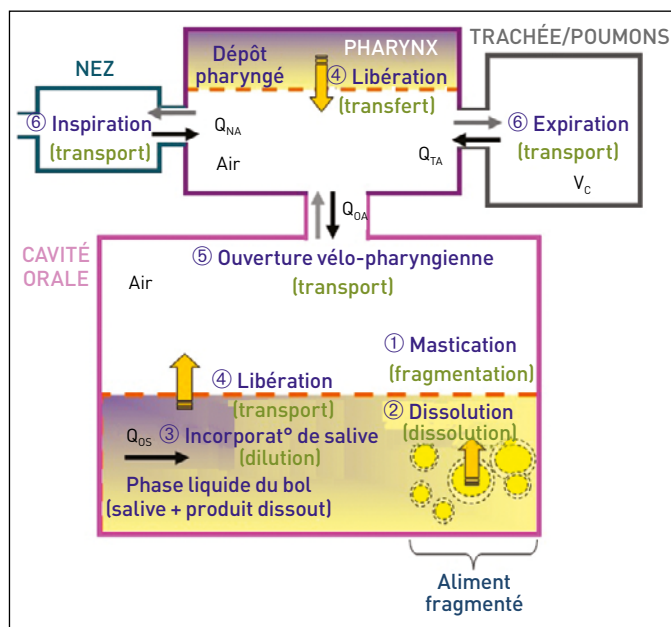 TRACHÉE/POUMONS
PHARYNX
Dépôt
pharyngé
④ Libération
(transfert)
NEZ
⑥ Inspiration
(transport)
Q_NA
Air
⑥ Expiration
(transport)
Q_TA
V_C
Q_OA
CAVITÉ
ORALE
⑤ Ouverture vélo-pharyngienne
(transport)
Air
① Mastication
(fragmentation)
④ Libération
(transport)
② Dissolution
(dissolution)
Q_OS
③ Incorporat° de salive
(dilution)
Phase liquide du bol
(salive + produit dissout)
Aliment
fragmenté